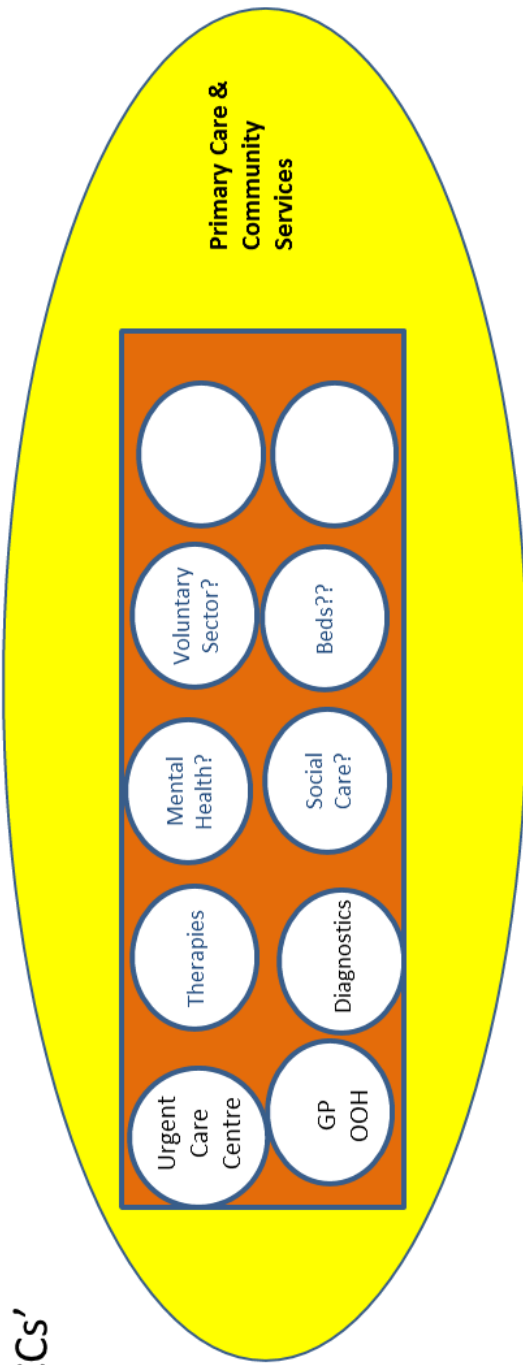 Cs’
Urgent
Care
Centre
Therapies
Mental
Health?
Voluntary
Sector?
GP
OOH
Diagnostics
Social
Care?
Beds??
Primary Care &
Community
Services